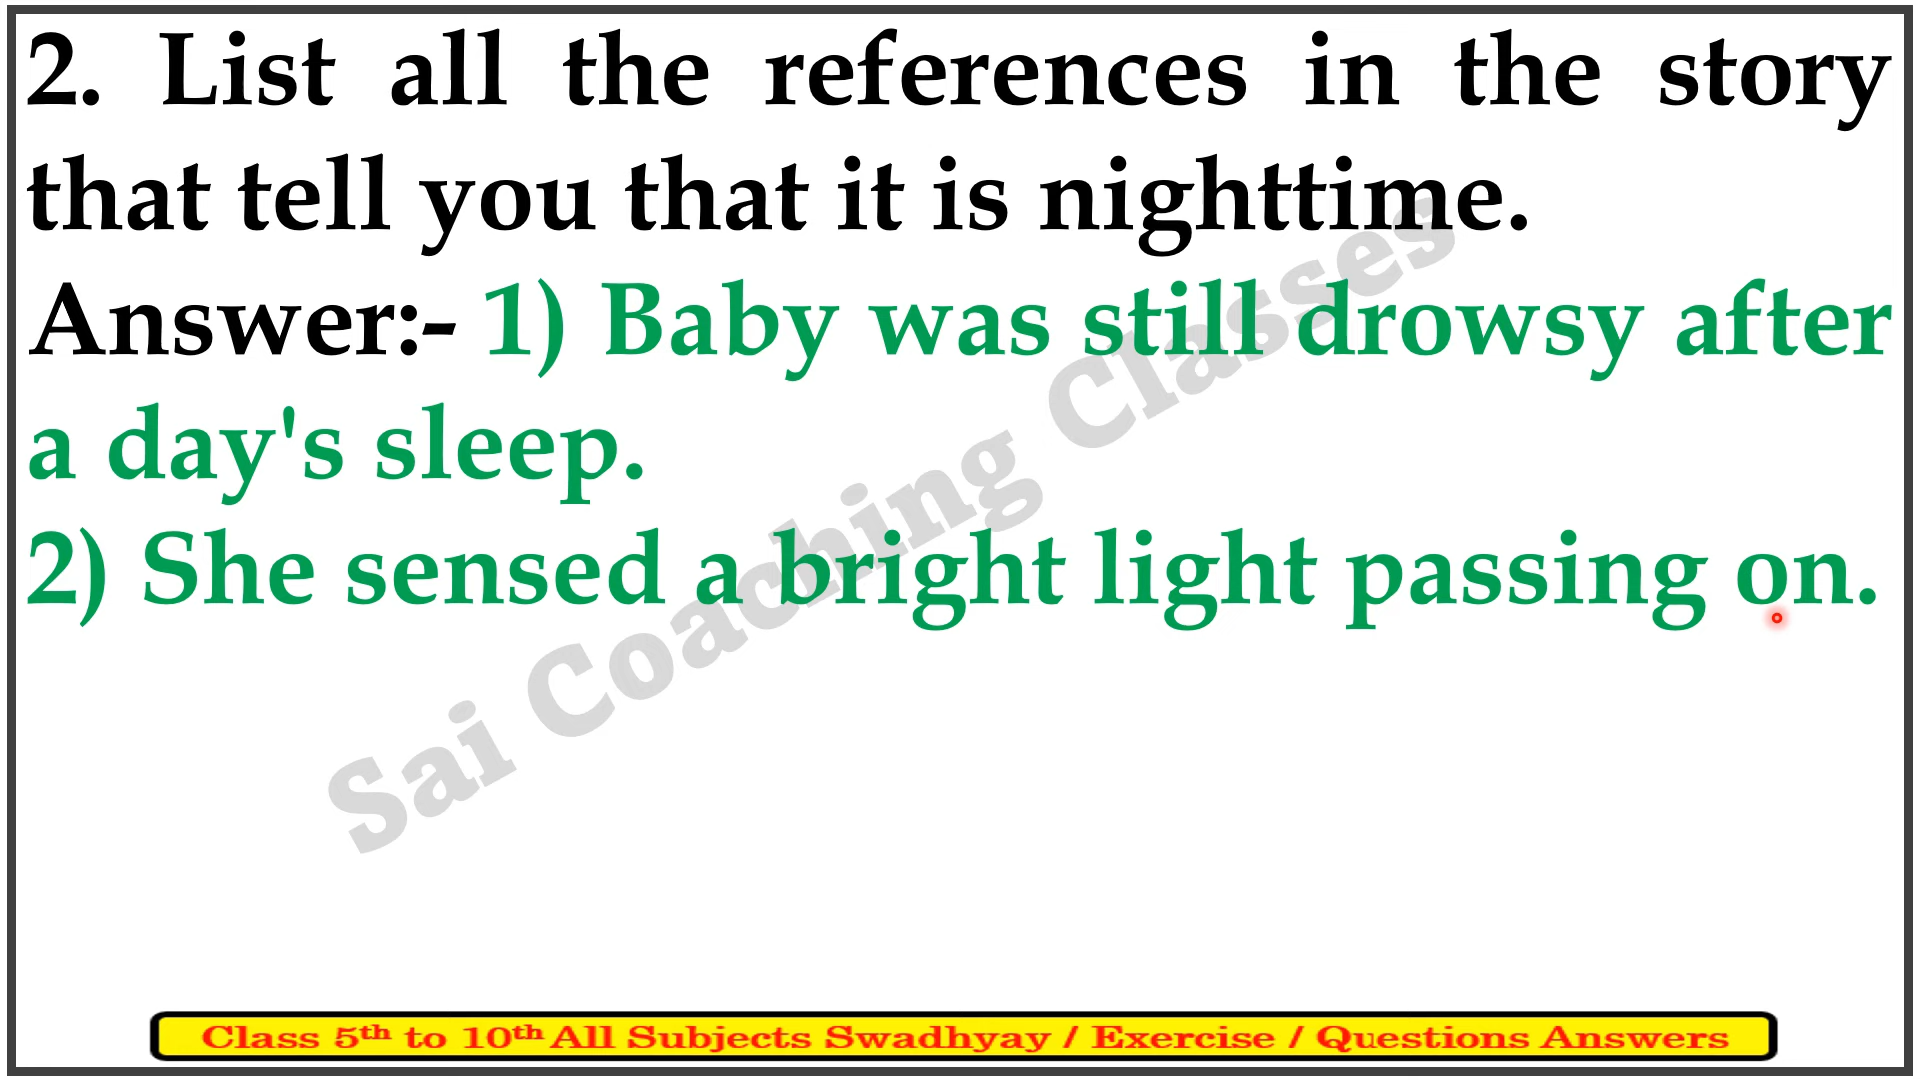 2. List all the references in the story
that tell you that it is nighttime.
Answer:- 1) Baby was still drowsy after
a day's sleep.
2) She sensed a bright light passing on.
Sai Coaching Classes
Class 5th to 10th All Subjects Swadhyay / Exercise / Questions Answers